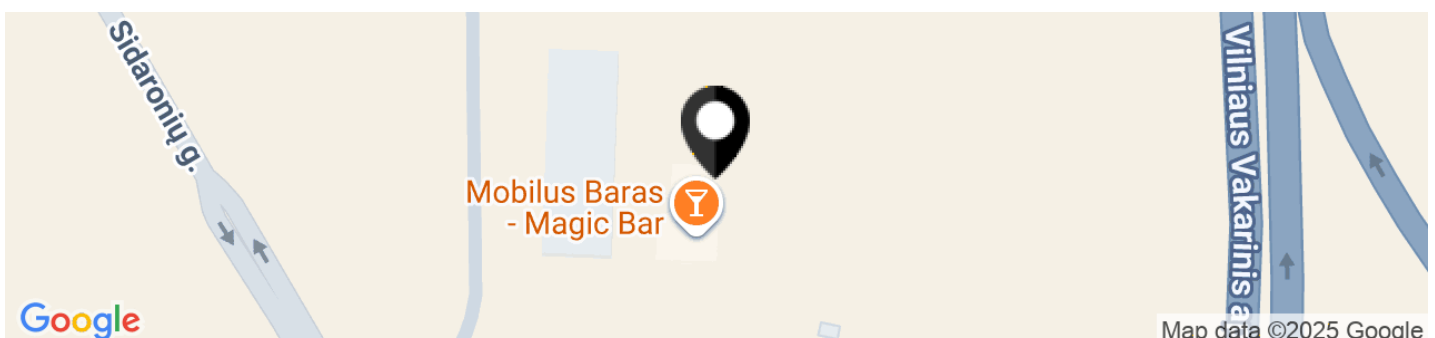 Sidaronių g.
Mobilus Baras
- Magic Bar
Vilniaus Vakarinis a
Google
Map data ©2025 Google